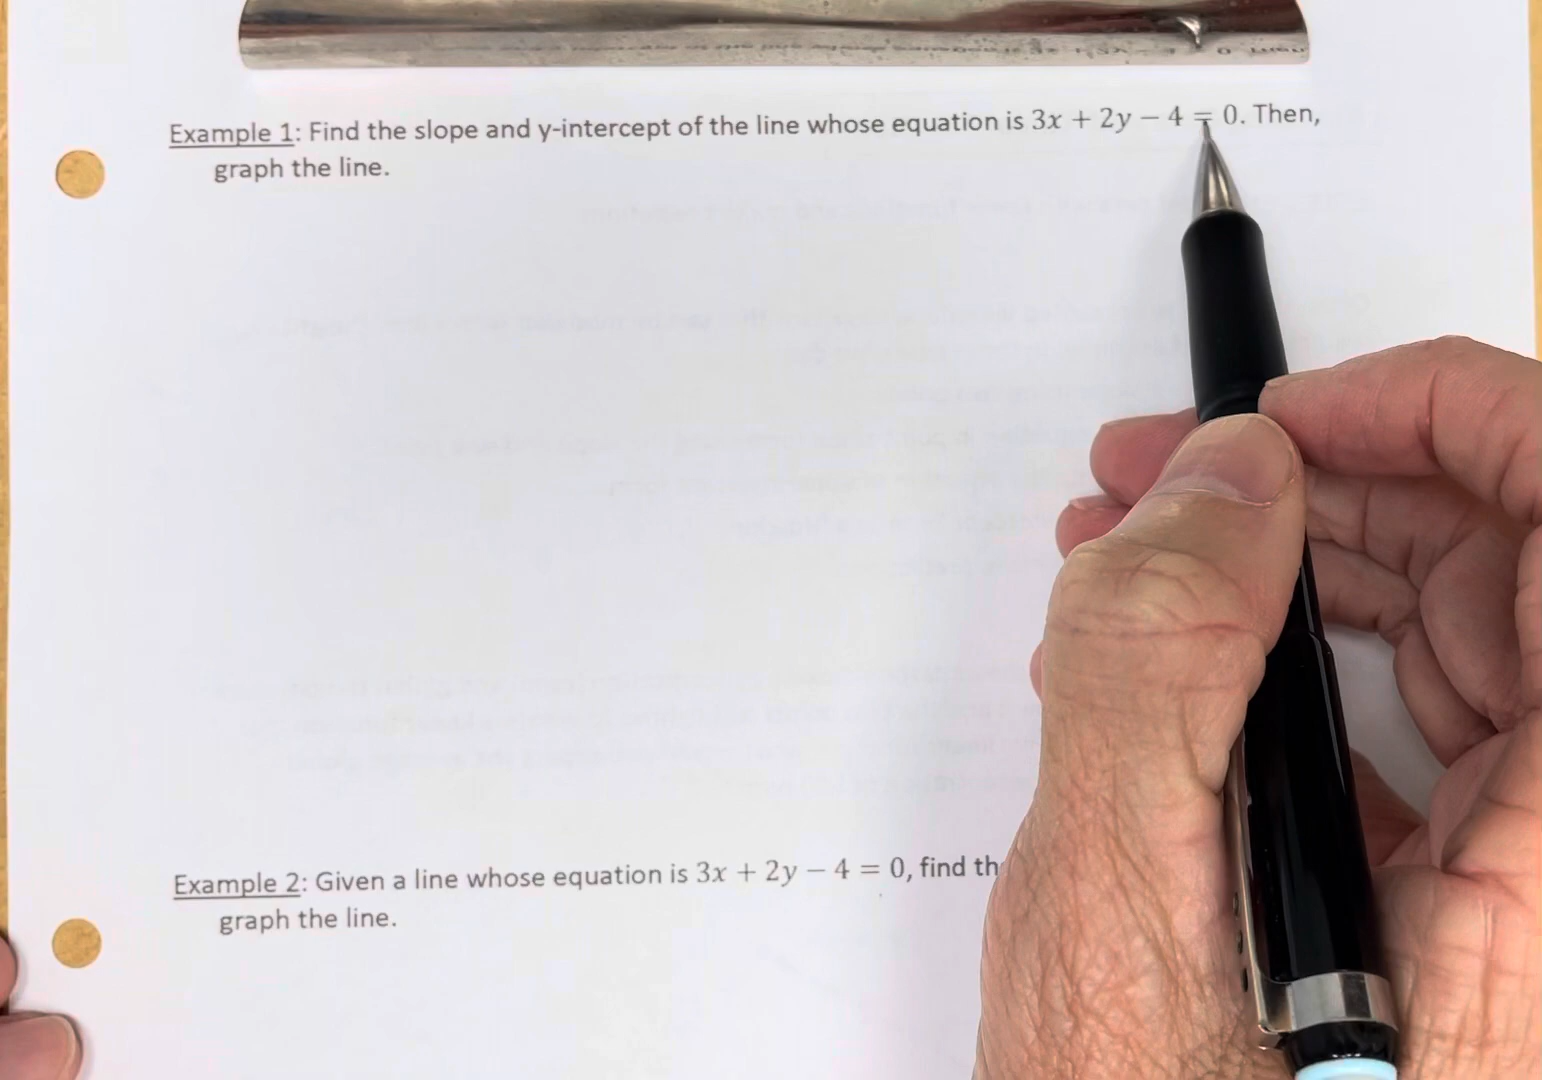 Example 1: Find the slope and y-intercept of the line whose equation is 3x + 2y − 4 = 0. Then,
graph the line.
Example 2: Given a line whose equation is 3x + 2y − 4 = 0, find
graph the line.